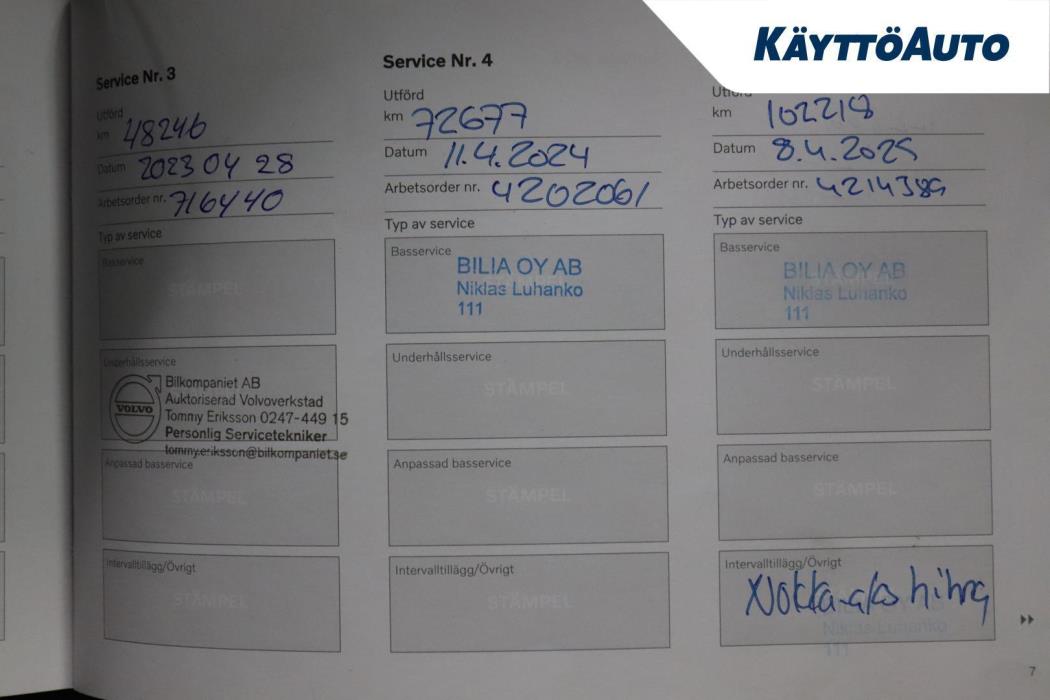 KÄYTTÖAUTO
Service Nr. 3
Utförd
km 48246
Datum 2023 04 28
Arbetsorder nr. 716440
Typ av service
Basservice
STÄMPEL
Underhållsservice
VOLVO
Bilkompaniet AB
Auktoriserad Volvoverkstad
Tommy Eriksson 0247-449 15
Personlig Servicetekniker
tommy.eriksson@bilkompaniet.se
Anpassad basservice
STÄMPEL
Intervalltillägg/Övrigt
STÄMPEL
Service Nr. 4
Utförd
km 72677
Datum 11.4.2024
Arbetsorder nr. 4202061
Typ av service
Basservice
BILIA OY AB
Niklas Luhanko
111
Underhållsservice
STÄMPEL
Anpassad basservice
STÄMPEL
Intervalltillägg/Övrigt
STÄMPEL
Utförd
km 102218
Datum 8.4.2025
Arbetsorder nr. 4214389
Typ av service
Basservice
BILIA OY AB
Niklas Luhanko
111
Underhållsservice
STÄMPEL
Anpassad basservice
STÄMPEL
Intervalltillägg/Övrigt
BILIA OY AB
Niklas Luhanko
111
7